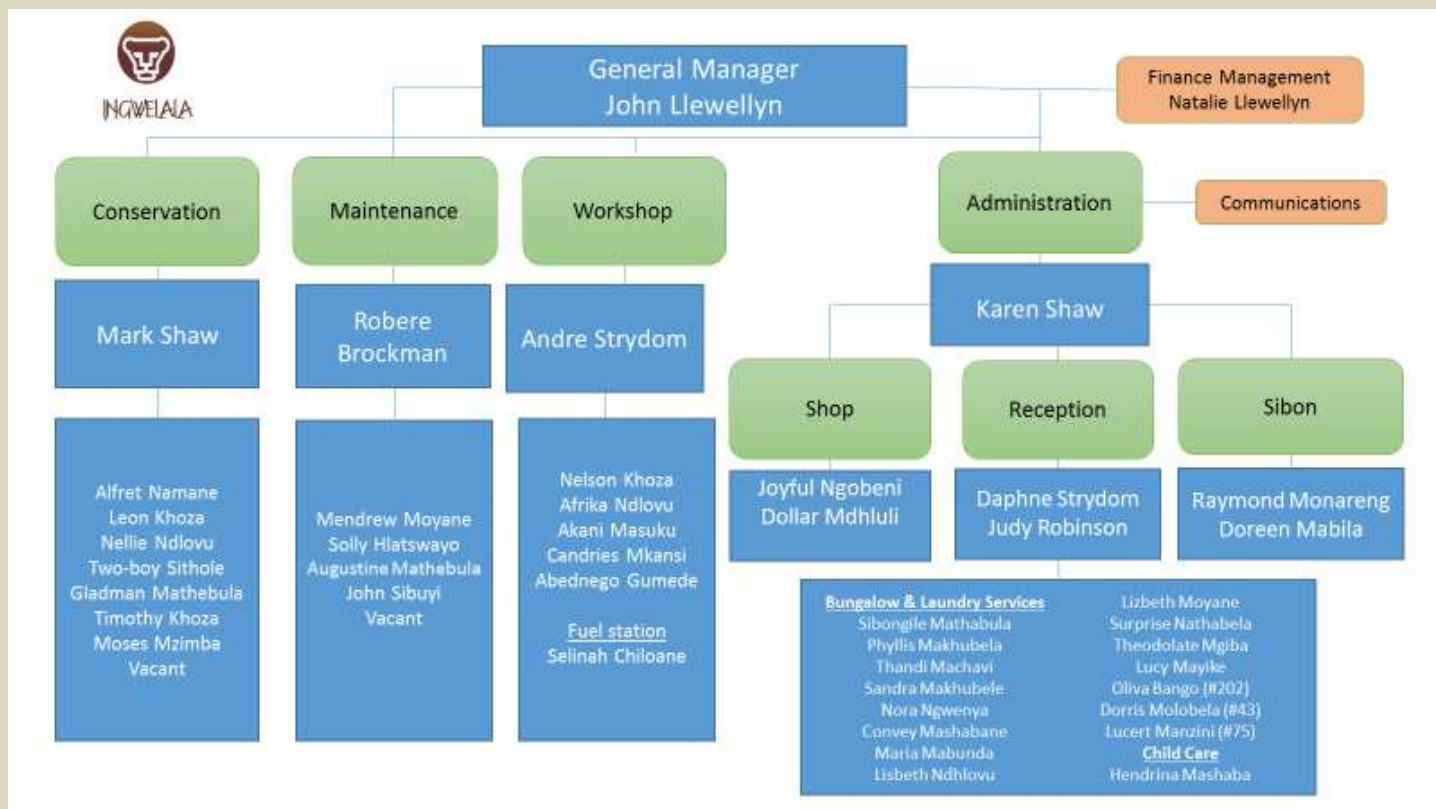 INGWELALA
General Manager
John Llewellyn
Finance Management
Natalie Llewellyn
Conservation
Maintenance
Workshop
Administration
Communications
Mark Shaw
Robere
Brockman
Andre Strydom
Karen Shaw
Shop
Reception
Sibon
Alfret Namane
Leon Khoza
Nellie Ndlovu
Two-boy Sithole
Gladman Mathebula
Timothy Khoza
Moses Mzimba
Vacant
Mendrew Moyane
Solly Hlatswayo
Augustine Mathebula
John Sibuyi
Vacant
Nelson Khoza
Afrika Ndlovu
Akani Masuku
Candries Mkansi
Abednego Gumede
Fuel station
Selinah Chiloane
Joyful Ngobeni
Dollar Mdhluli
Daphne Strydom
Judy Robinson
Raymond Monareng
Doreen Mabila
Bungalow & Laundry Services
Sibongile Mathabula
Phyllis Makhubela
Thandi Machavi
Sandra Makhubele
Nora Ngwenya
Convey Mashabane
Maria Mabunda
Lisbeth Ndhlovu
Lizbeth Moyane
Surprise Nathabela
Theodolate Mgiba
Lucy Mayike
Oliva Bango (#202)
Dorris Molobela (#43)
Lucert Manzini (#75)
Child Care
Hendrina Mashaba